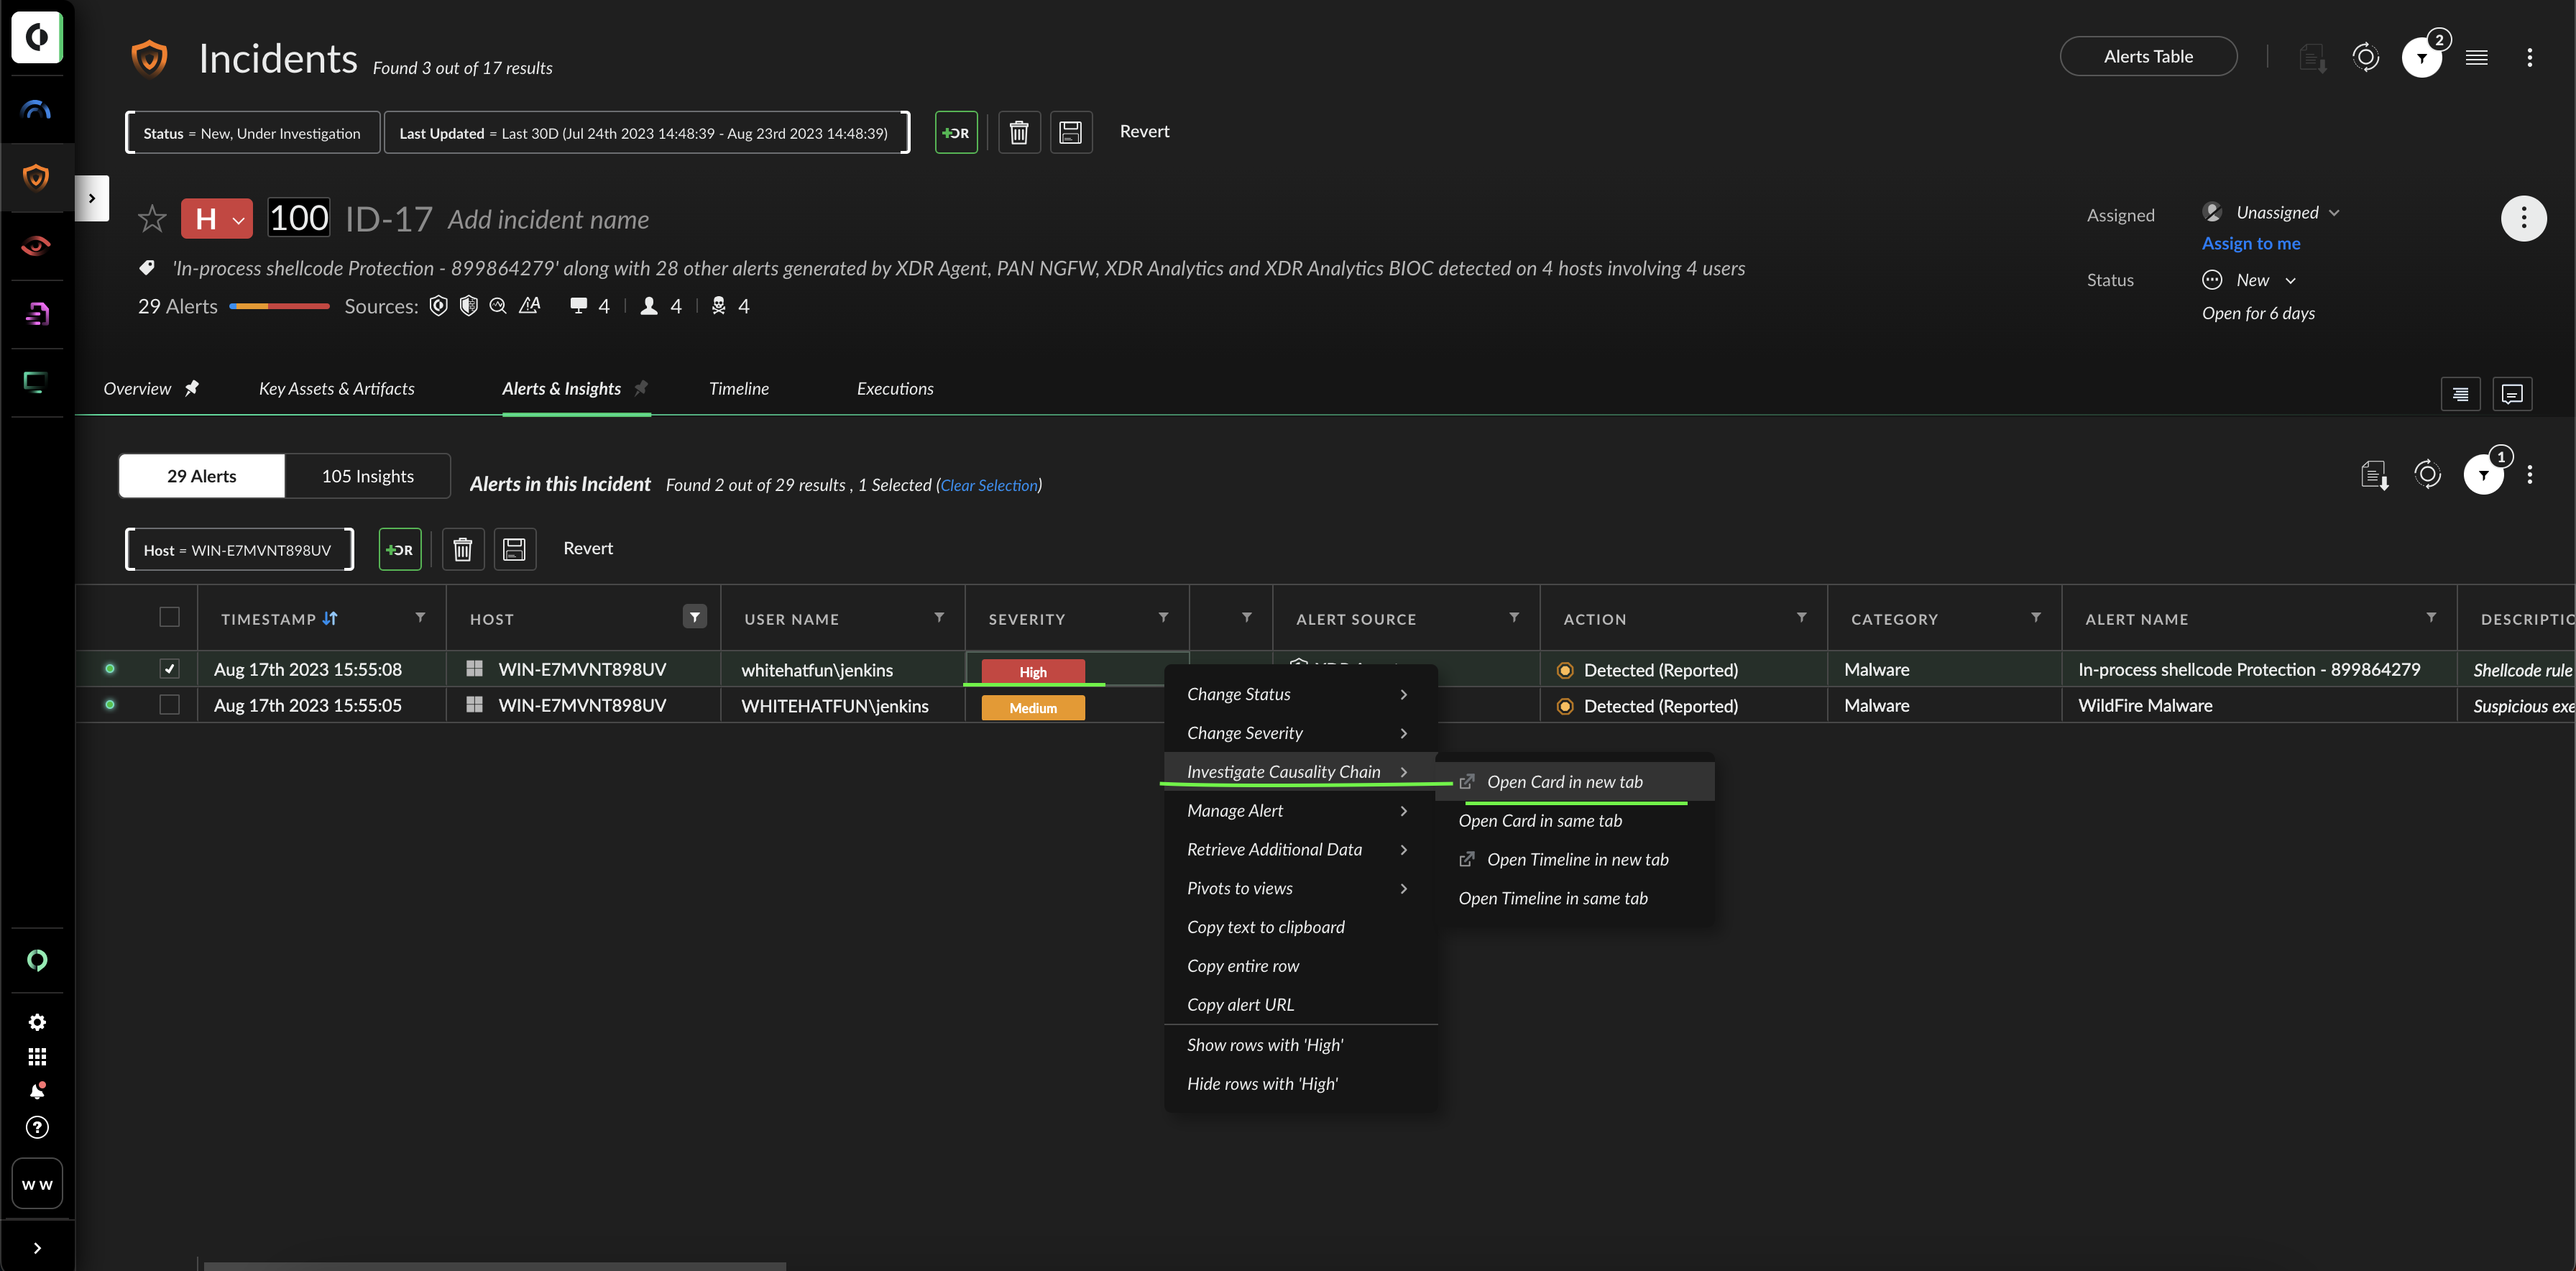 Incidents Found 3 out of 17 results
Alerts Table
2
Status = New, Under Investigation
Last Updated = Last 30D (Jul 24th 2023 14:48:39 - Aug 23rd 2023 14:48:39)
OR
Revert
H 100 ID-17 Add incident name
Assigned Unassigned
Assign to me
'In-process shellcode Protection - 899864279' along with 28 other alerts generated by XDR Agent, PAN NGFW, XDR Analytics and XDR Analytics BIOC detected on 4 hosts involving 4 users
Status New
29 Alerts Sources: 4 4 4
Open for 6 days
Overview Key Assets & Artifacts Alerts & Insights Timeline Executions
29 Alerts 105 Insights Alerts in this Incident Found 2 out of 29 results , 1 Selected (Clear Selection)
1
Host = WIN-E7MVNT898UV
OR
Revert
TIMESTAMP HOST USER NAME SEVERITY ALERT SOURCE ACTION CATEGORY ALERT NAME DESCRIPTIO
Aug 17th 2023 15:55:08 WIN-E7MVNT898UV whitehatfun\jenkins High Detected (Reported) Malware In-process shellcode Protection - 899864279 Shellcode rule
Aug 17th 2023 15:55:05 WIN-E7MVNT898UV WHITEHATFUN\jenkins Medium Detected (Reported) Malware WildFire Malware Suspicious exe
Change Status
Change Severity
Investigate Causality Chain
Manage Alert
Retrieve Additional Data
Pivots to views
Copy text to clipboard
Copy entire row
Copy alert URL
Show rows with 'High'
Hide rows with 'High'
Open Card in new tab
Open Card in same tab
Open Timeline in new tab
Open Timeline in same tab
W W